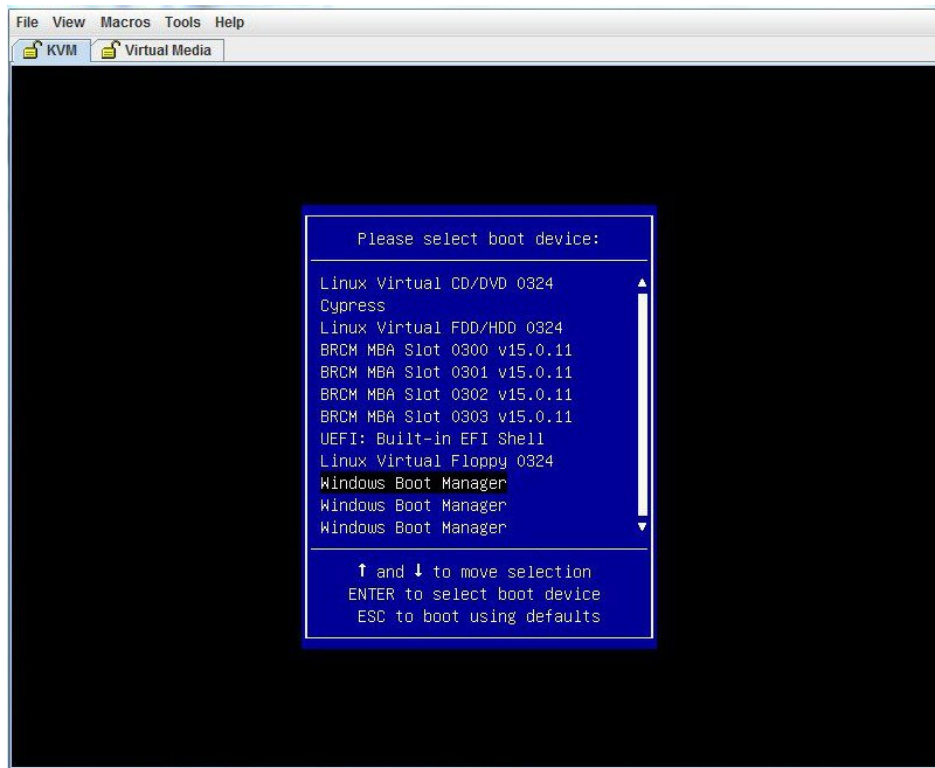 File View Macros Tools Help
KVM Virtual Media
Please select boot device:
Linux Virtual CD/DVD 0324
Cypress
Linux Virtual FDD/HDD 0324
BRCM MBA Slot 0300 v15.0.11
BRCM MBA Slot 0301 v15.0.11
BRCM MBA Slot 0302 v15.0.11
BRCM MBA Slot 0303 v15.0.11
UEFI: Built-in EFI Shell
Linux Virtual Floppy 0324
Windows Boot Manager
Windows Boot Manager
Windows Boot Manager
↑ and ↓ to move selection
ENTER to select boot device
ESC to boot using defaults